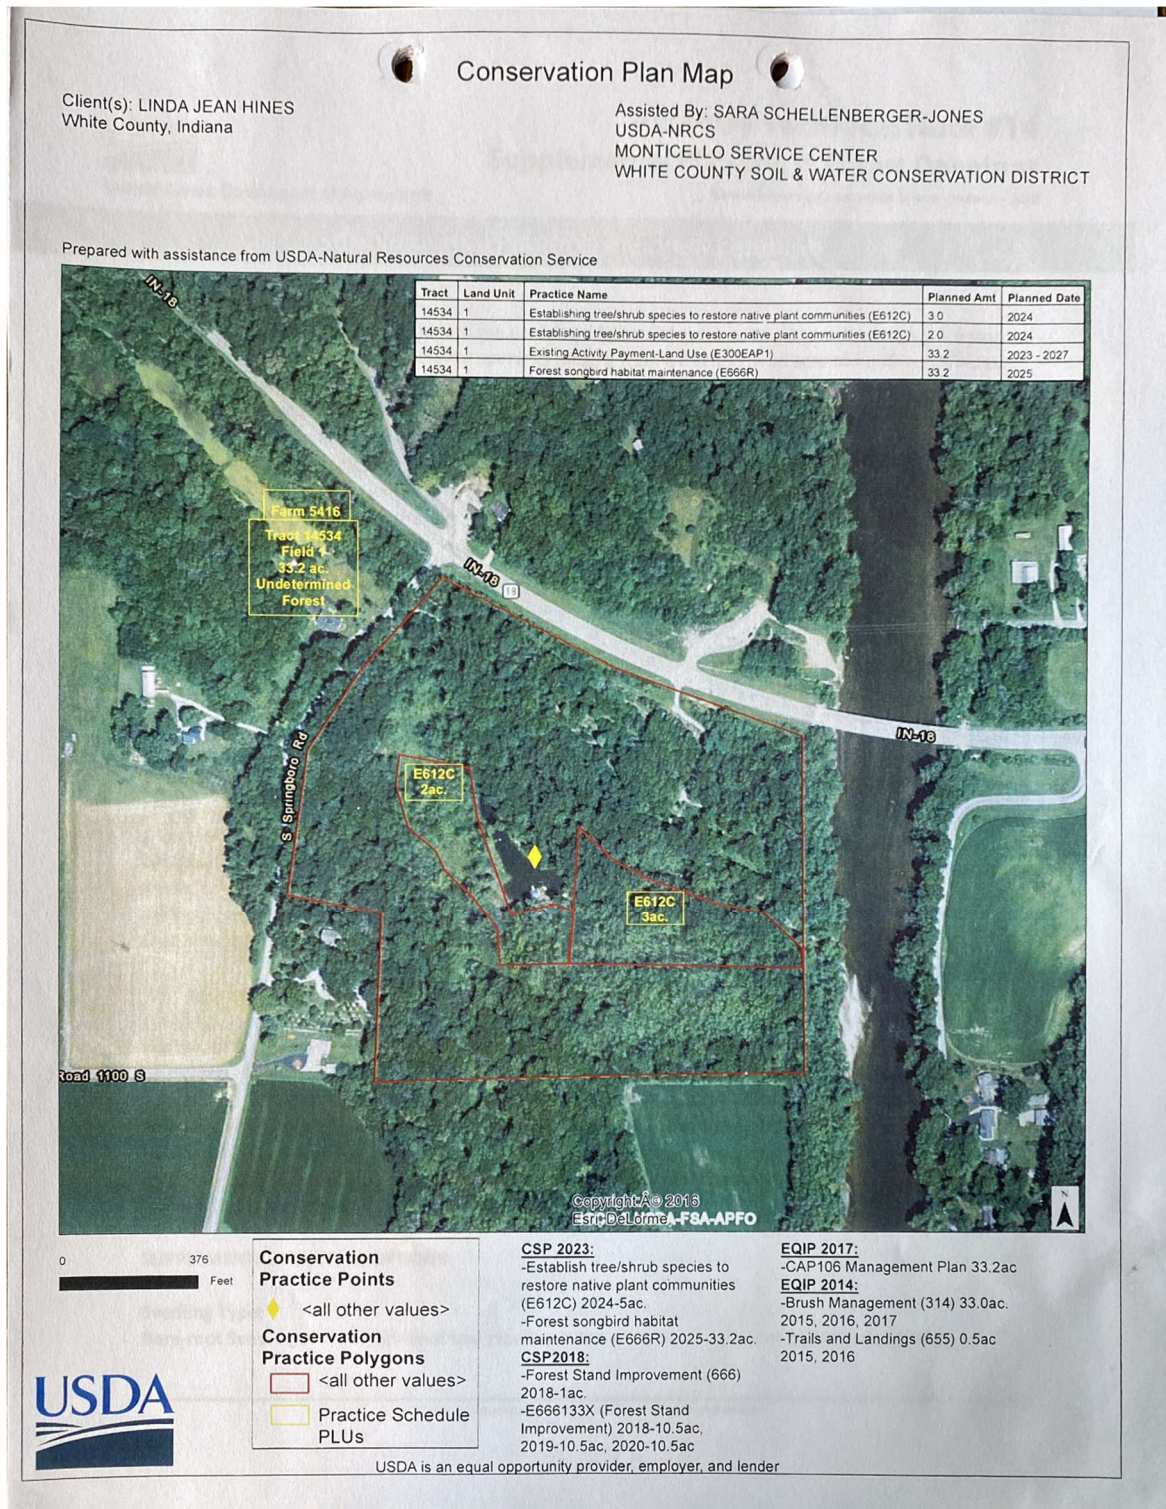 Conservation Plan Map
Client(s): LINDA JEAN HINES
White County, Indiana
Assisted By: SARA SCHELLENBERGER-JONES
USDA-NRCS
MONTICELLO SERVICE CENTER
WHITE COUNTY SOIL & WATER CONSERVATION DISTRICT
Prepared with assistance from USDA-Natural Resources Conservation Service
Tract Land Unit Practice Name Planned Amt Planned Date
14534 1 Establishing tree/shrub species to restore native plant communities (E612C) 3.0 2024
14534 1 Establishing tree/shrub species to restore native plant communities (E612C) 2.0 2024
14534 1 Existing Activity Payment-Land Use (E300EAP1) 33.2 2023 - 2027
14534 1 Forest songbird habitat maintenance (E666R) 33.2 2025
IN-18
Farm 5416
Tract 14534
Field 1
33.2 ac.
Undetermined
Forest
IN-18
18
IN-18
S Springboro Rd
E612C
2ac.
E612C
3ac.
Road 1100 S
N
Copyright:Â© 2016
Esri, DeLorme, A-FSA-APFO
0 376
Feet
Conservation
Practice Points
<all other values>
Conservation
Practice Polygons
<all other values>
Practice Schedule
PLUs
CSP 2023:
-Establish tree/shrub species to
restore native plant communities
(E612C) 2024-5ac.
-Forest songbird habitat
maintenance (E666R) 2025-33.2ac.
CSP2018:
-Forest Stand Improvement (666)
2018-1ac.
-E666133X (Forest Stand
Improvement) 2018-10.5ac,
2019-10.5ac, 2020-10.5ac
EQIP 2017:
-CAP106 Management Plan 33.2ac
EQIP 2014:
-Brush Management (314) 33.0ac.
2015, 2016, 2017
-Trails and Landings (655) 0.5ac
2015, 2016
USDA
USDA is an equal opportunity provider, employer, and lender